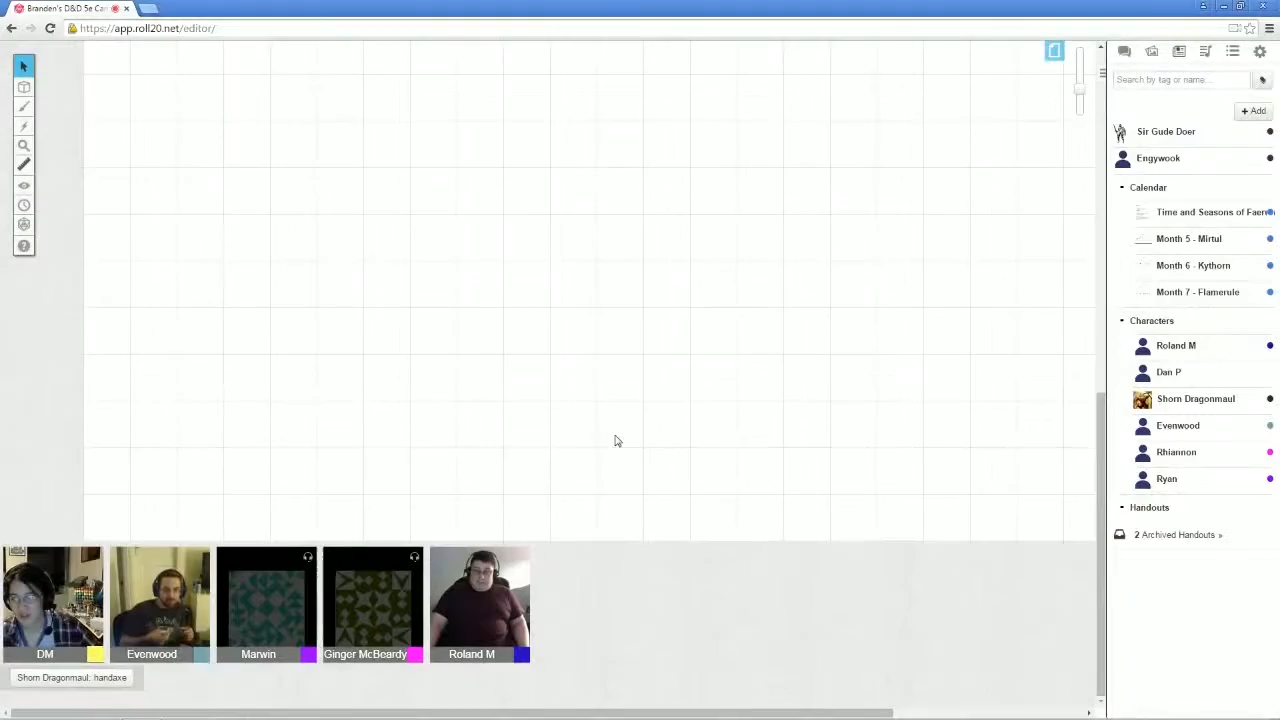 Branden's D&D 5e Cam
https://app.roll20.net/editor/
Search by tag or name...
+ Add
Sir Gude Doer
Engywook
Calendar
Time and Seasons of Faer
Month 5 - Mirtul
Month 6 - Kythorn
Month 7 - Flamerule
Characters
Roland M
Dan P
Shorn Dragonmaul
Evenwood
Rhiannon
Ryan
Handouts
2 Archived Handouts »
DM
Evenwood
Marwin
Ginger McBeardy
Roland M
Shorn Dragonmaul: handaxe